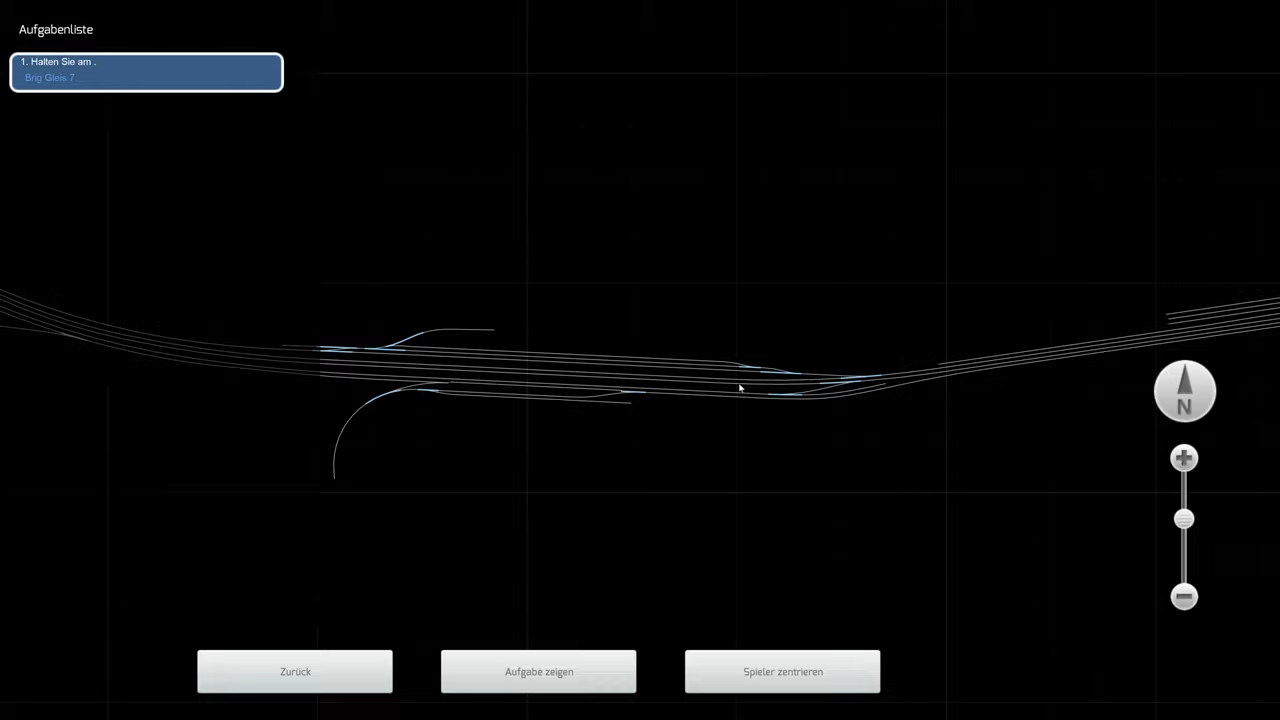 Aufgabenliste
1. Halten Sie am .
Brig Gleis 7
N
Zurück
Aufgabe zeigen
Spieler zentrieren